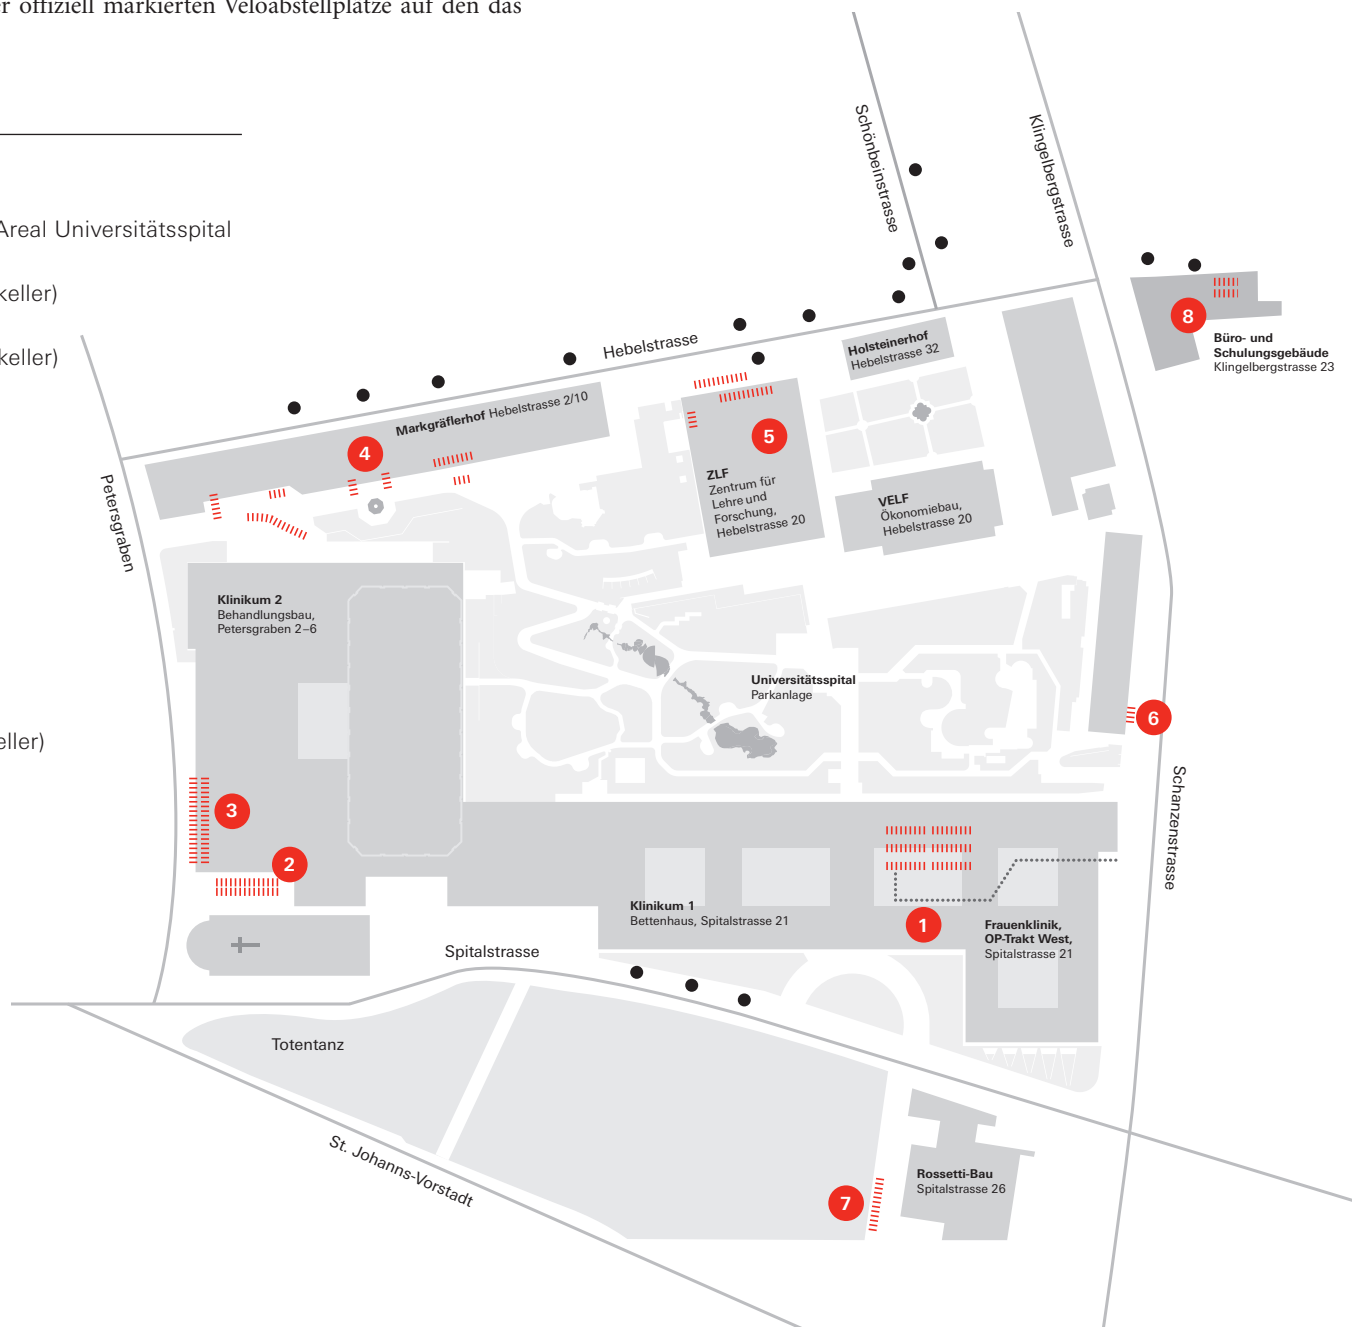 er offiziell markierten Veloabstellplätze auf den das
Areal Universitätsspital
keller)
keller)
eller)
Schönbeinstrasse
Klingelbergstrasse
Hebelstrasse
Holsteinerhof
Hebelstrasse 32
8
Büro- und
Schulungsgebäude
Klingelbergstrasse 23
Markgräflerhof Hebelstrasse 2/10
4
5
ZLF
Zentrum für
Lehre und
Forschung,
Hebelstrasse 20
VELF
Ökonomiebau,
Hebelstrasse 20
Petersgraben
Klinikum 2
Behandlungsbau,
Petersgraben 2–6
Universitätsspital
Parkanlage
6
Schanzenstrasse
3
2
Klinikum 1
Bettenhaus, Spitalstrasse 21
1
Frauenklinik,
OP-Trakt West,
Spitalstrasse 21
Spitalstrasse
Totentanz
St. Johanns-Vorstadt
7
Rossetti-Bau
Spitalstrasse 26